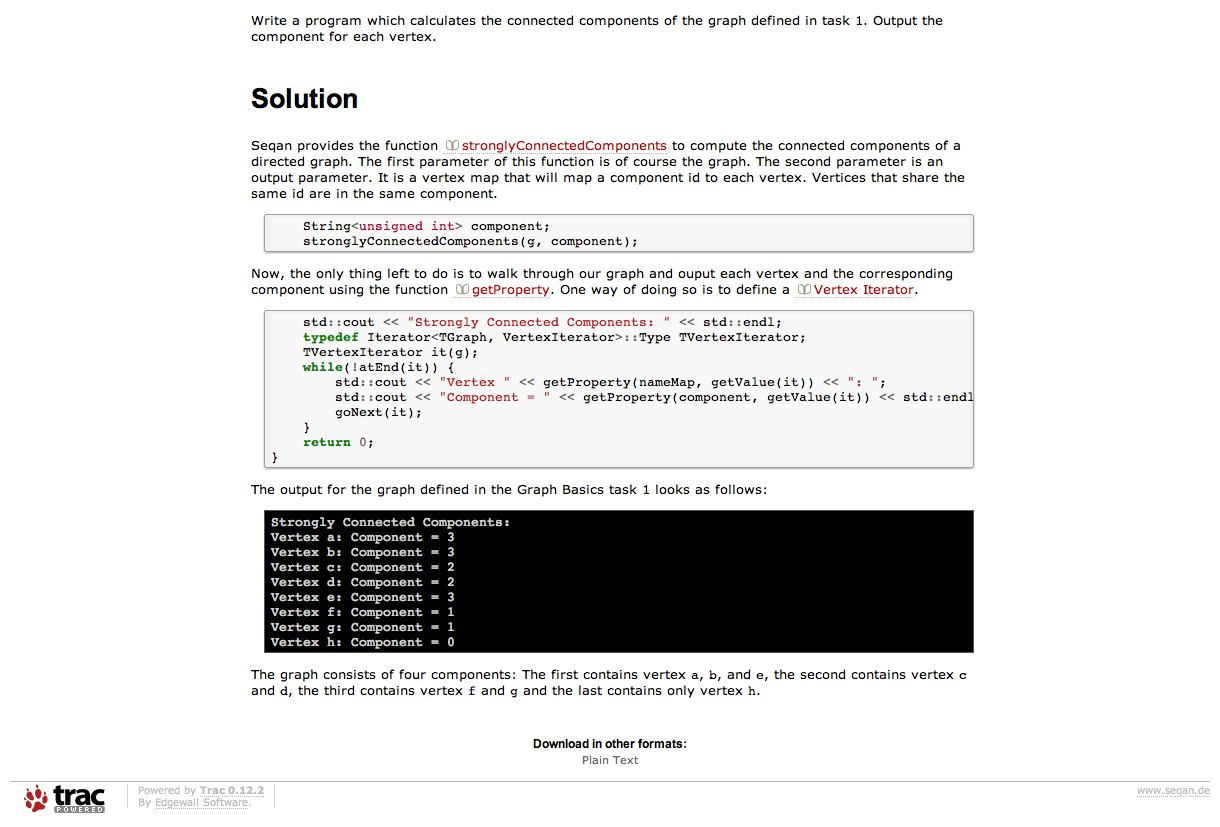 Write a program which calculates the connected components of the graph defined in task 1. Output the
component for each vertex.
Solution
Seqan provides the function stronglyConnectedComponents to compute the connected components of a
directed graph. The first parameter of this function is of course the graph. The second parameter is an
output parameter. It is a vertex map that will map a component id to each vertex. Vertices that share the
same id are in the same component.
String<unsigned int> component;
stronglyConnectedComponents(g, component);
Now, the only thing left to do is to walk through our graph and ouput each vertex and the corresponding
component using the function getProperty. One way of doing so is to define a Vertex Iterator.
std::cout << "Strongly Connected Components: " << std::endl;
typedef Iterator<TGraph, VertexIterator>::Type TVertexIterator;
TVertexIterator it(g);
while(!atEnd(it)) {
std::cout << "Vertex " << getProperty(nameMap, getValue(it)) << ": ";
std::cout << "Component = " << getProperty(component, getValue(it)) << std::endl
goNext(it);
}
return 0;
}
The output for the graph defined in the Graph Basics task 1 looks as follows:
Strongly Connected Components:
Vertex a: Component = 3
Vertex b: Component = 3
Vertex c: Component = 2
Vertex d: Component = 2
Vertex e: Component = 3
Vertex f: Component = 1
Vertex g: Component = 1
Vertex h: Component = 0
The graph consists of four components: The first contains vertex a, b, and e, the second contains vertex c
and d, the third contains vertex f and g and the last contains only vertex h.
Download in other formats:
Plain Text
trac
POWERED
Powered by Trac 0.12.2
By Edgewall Software.
www.seqan.de